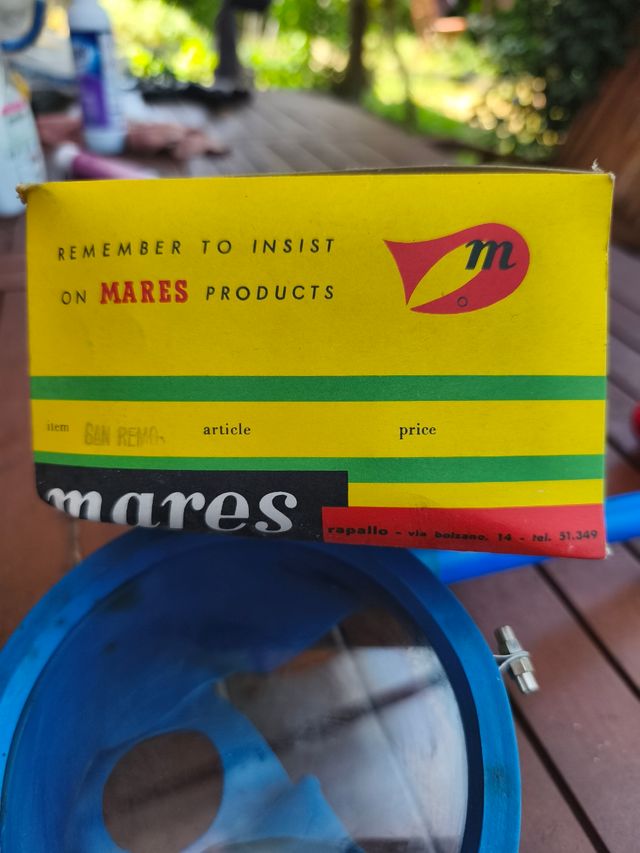 REMEMBER TO INSIST
ON MARES PRODUCTS
m
item SAN REMO article price
mares
rapallo - via bolzano, 14 - tel. 51.349